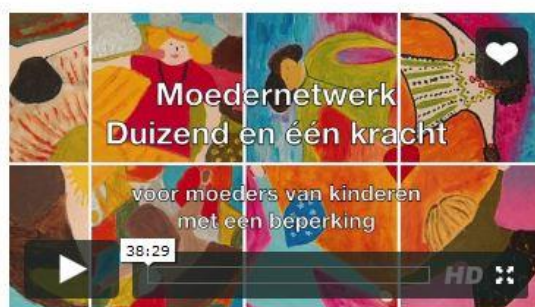 Moedernetwerk
Duizend en één kracht
voor moeders van kinderen
met een beperking
38:29
HD